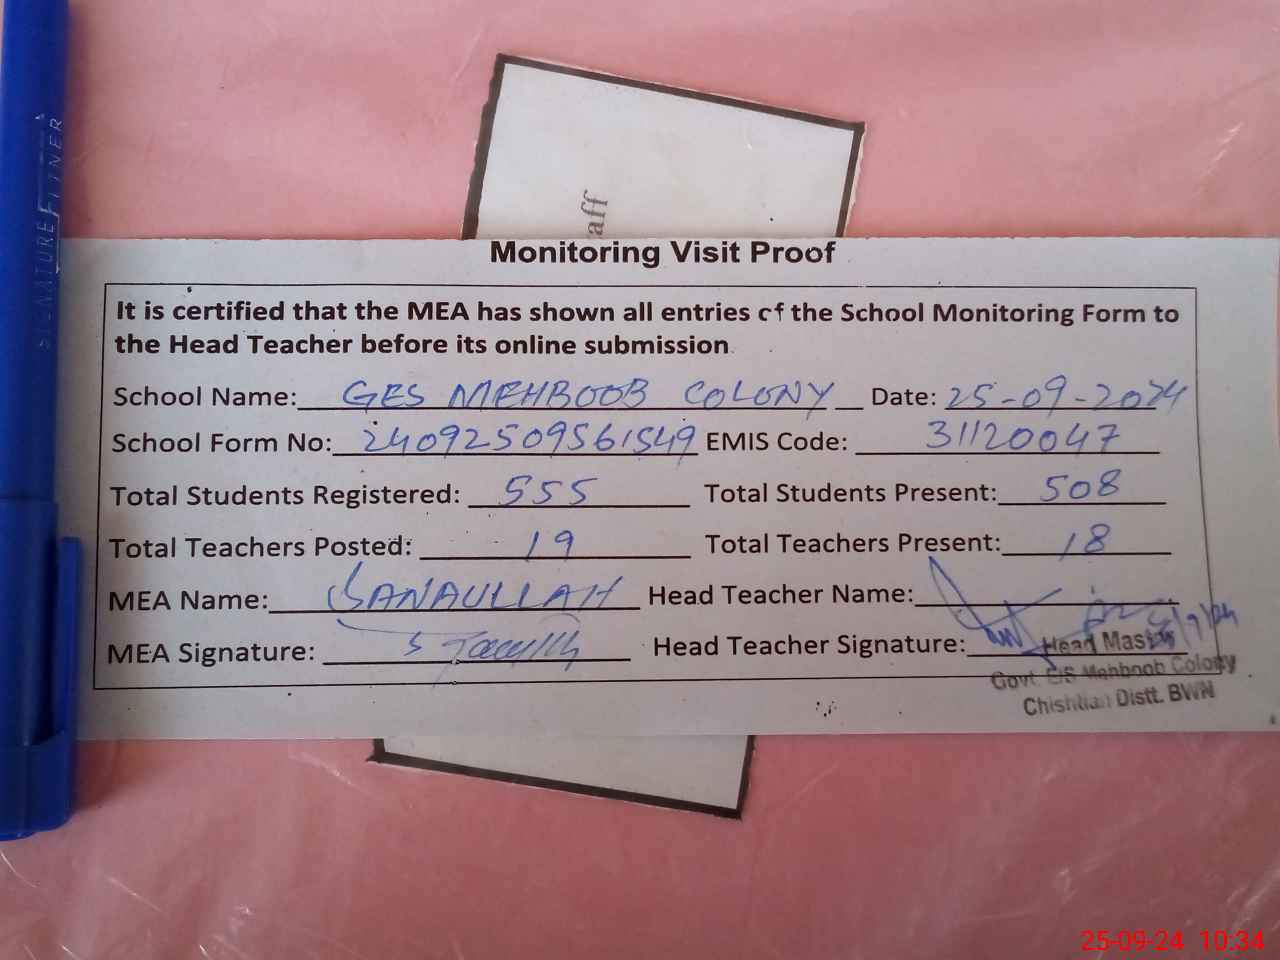 SIGNATURE FLITNER
aff
Monitoring Visit Proof
It is certified that the MEA has shown all entries of the School Monitoring Form to
the Head Teacher before its online submission.
School Name: GES MEHBOOB COLONY Date: 25-09-2024
School Form No: 24092509561549 EMIS Code: 31120047
Total Students Registered: 555 Total Students Present: 508
Total Teachers Posted: 19 Total Teachers Present: 18
MEA Name: SANAULLAH Head Teacher Name:
MEA Signature: Head Teacher Signature:
Head Master
Govt. E/S Mehboob Colony
Chishtian Distt. BWN
25-09-24 10:34